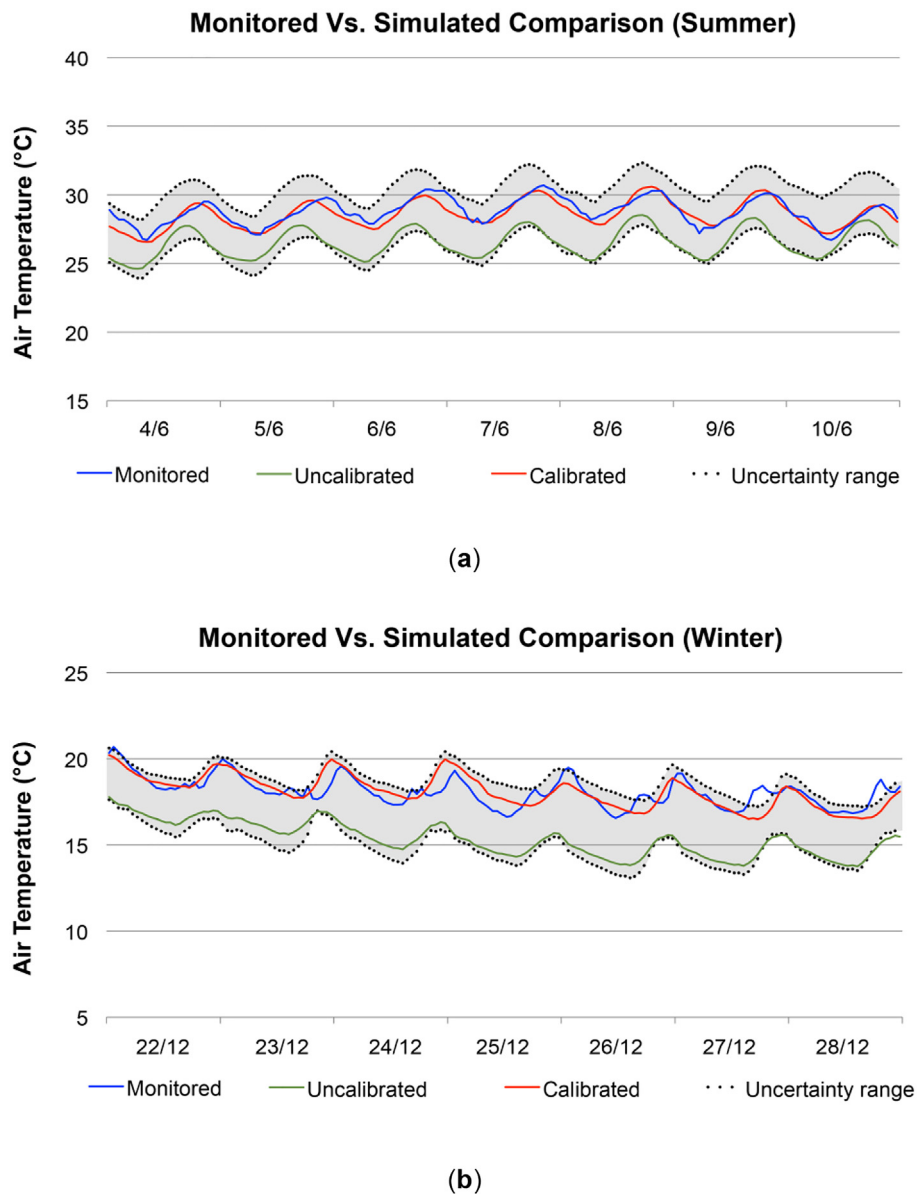 Monitored Vs. Simulated Comparison (Summer)
Air Temperature (°C)
40
35
30
25
20
15
4/6 5/6 6/6 7/6 8/6 9/6 10/6
Monitored Uncalibrated Calibrated Uncertainty range
(a)
Monitored Vs. Simulated Comparison (Winter)
Air Temperature (°C)
25
20
15
10
5
22/12 23/12 24/12 25/12 26/12 27/12 28/12
Monitored Uncalibrated Calibrated Uncertainty range
(b)